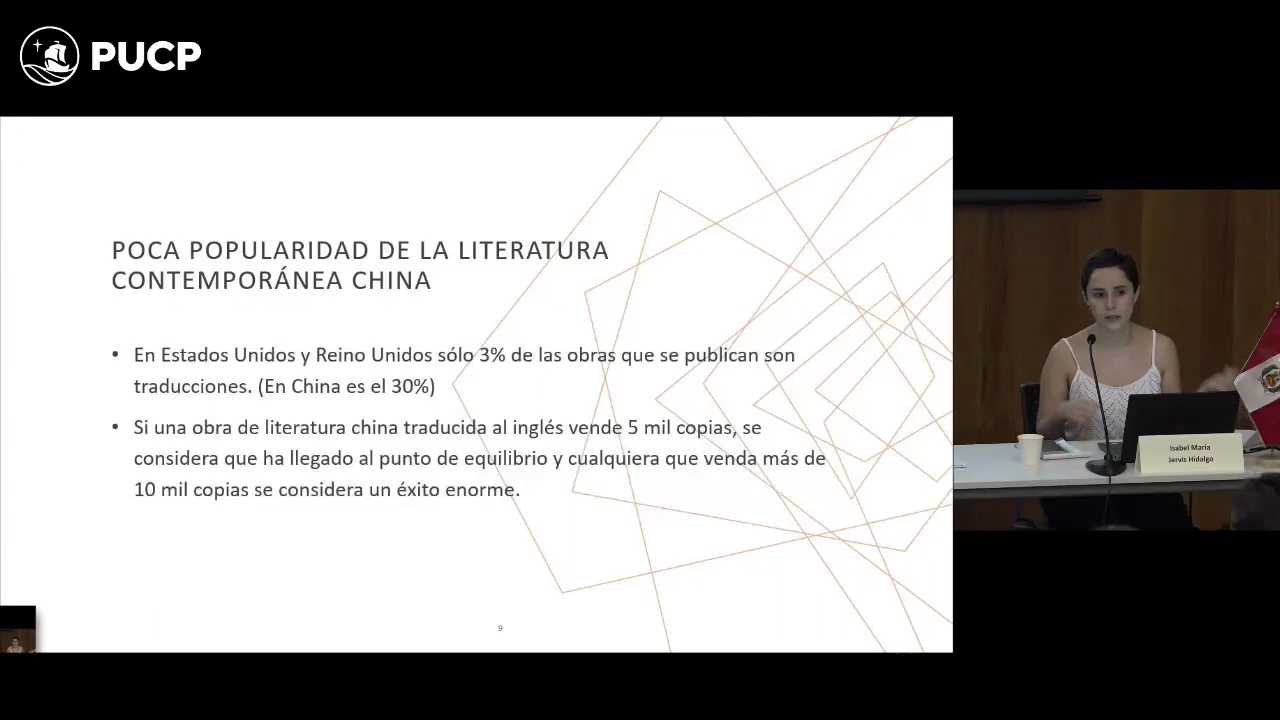 PUCP
POCA POPULARIDAD DE LA LITERATURA
CONTEMPORÁNEA CHINA
• En Estados Unidos y Reino Unidos sólo 3% de las obras que se publican son
traducciones. (En China es el 30%)
• Si una obra de literatura china traducida al inglés vende 5 mil copias, se
considera que ha llegado al punto de equilibrio y cualquiera que venda más de
10 mil copias se considera un éxito enorme.
9
Isabel María
Jervis Hidalgo